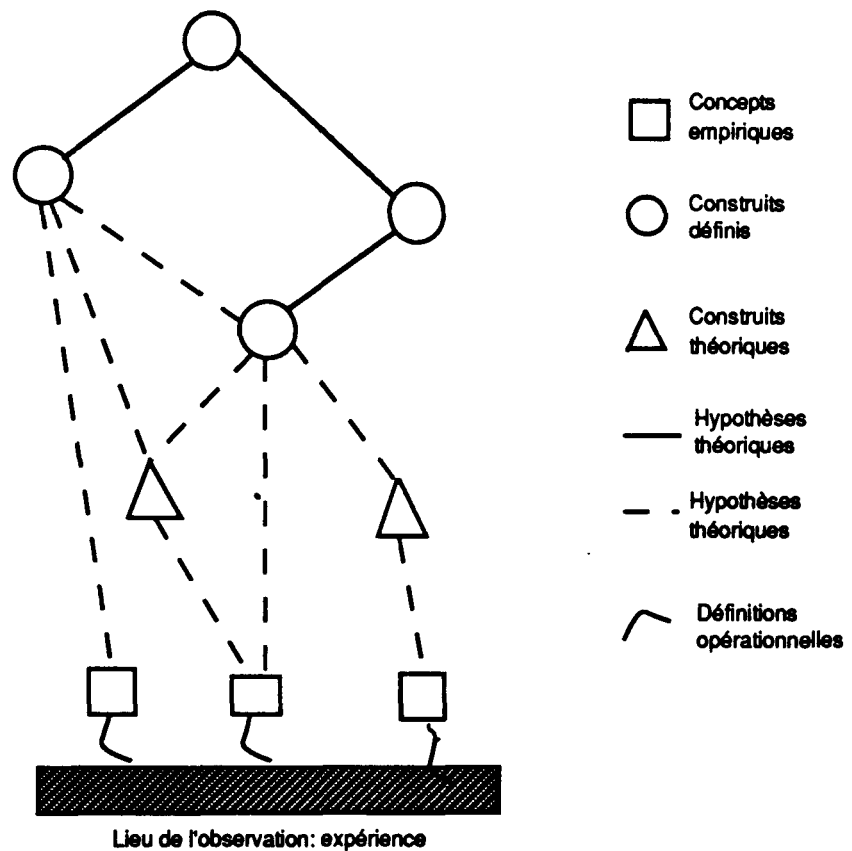 Concepts
empiriques
Construits
définis
Construits
théoriques
Hypothèses
théoriques
Hypothèses
théoriques
Définitions
opérationnelles
Lieu de l'observation: expérience